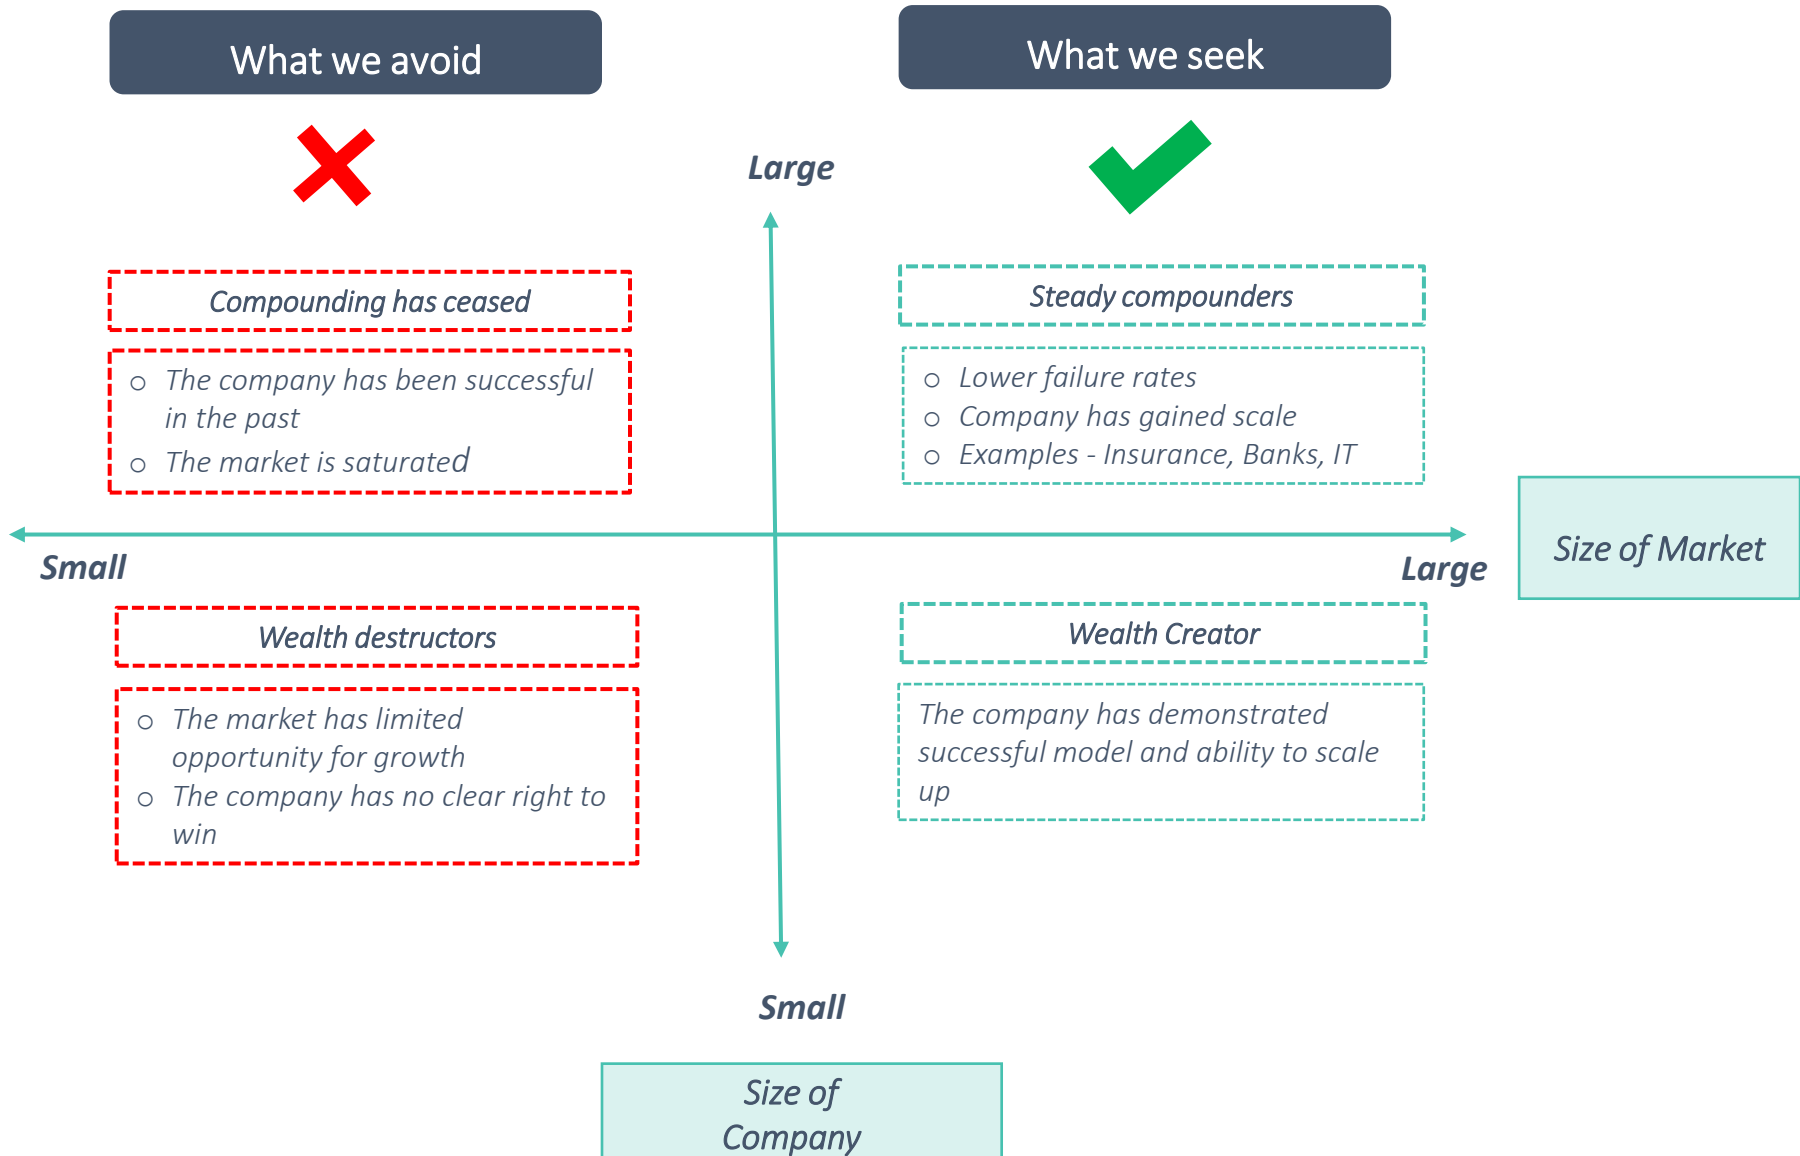 What we avoid
What we seek
Large
Compounding has ceased
o The company has been successful
in the past
o The market is saturated
Steady compounders
o Lower failure rates
o Company has gained scale
o Examples - Insurance, Banks, IT
Small
Large
Size of Market
Wealth destructors
o The market has limited
opportunity for growth
o The company has no clear right to
win
Wealth Creator
The company has demonstrated
successful model and ability to scale
up
Small
Size of
Company